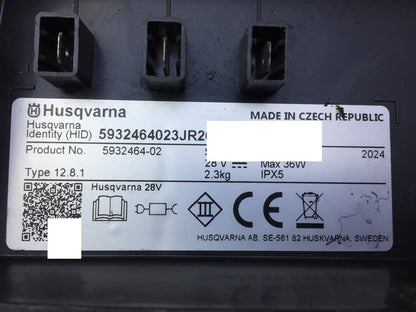 Husqvarna
MADE IN CZECH REPUBLIC
Husqvarna
Identity (HID) 5932464023JR2
Product No. 5932464-02
2024
28 V Max 36W
Type 12.8.1 2.3kg IPX5
Husqvarna 28V
III
CE
HUSQVARNA AB, SE-561 82 HUSKVARNA, SWEDEN